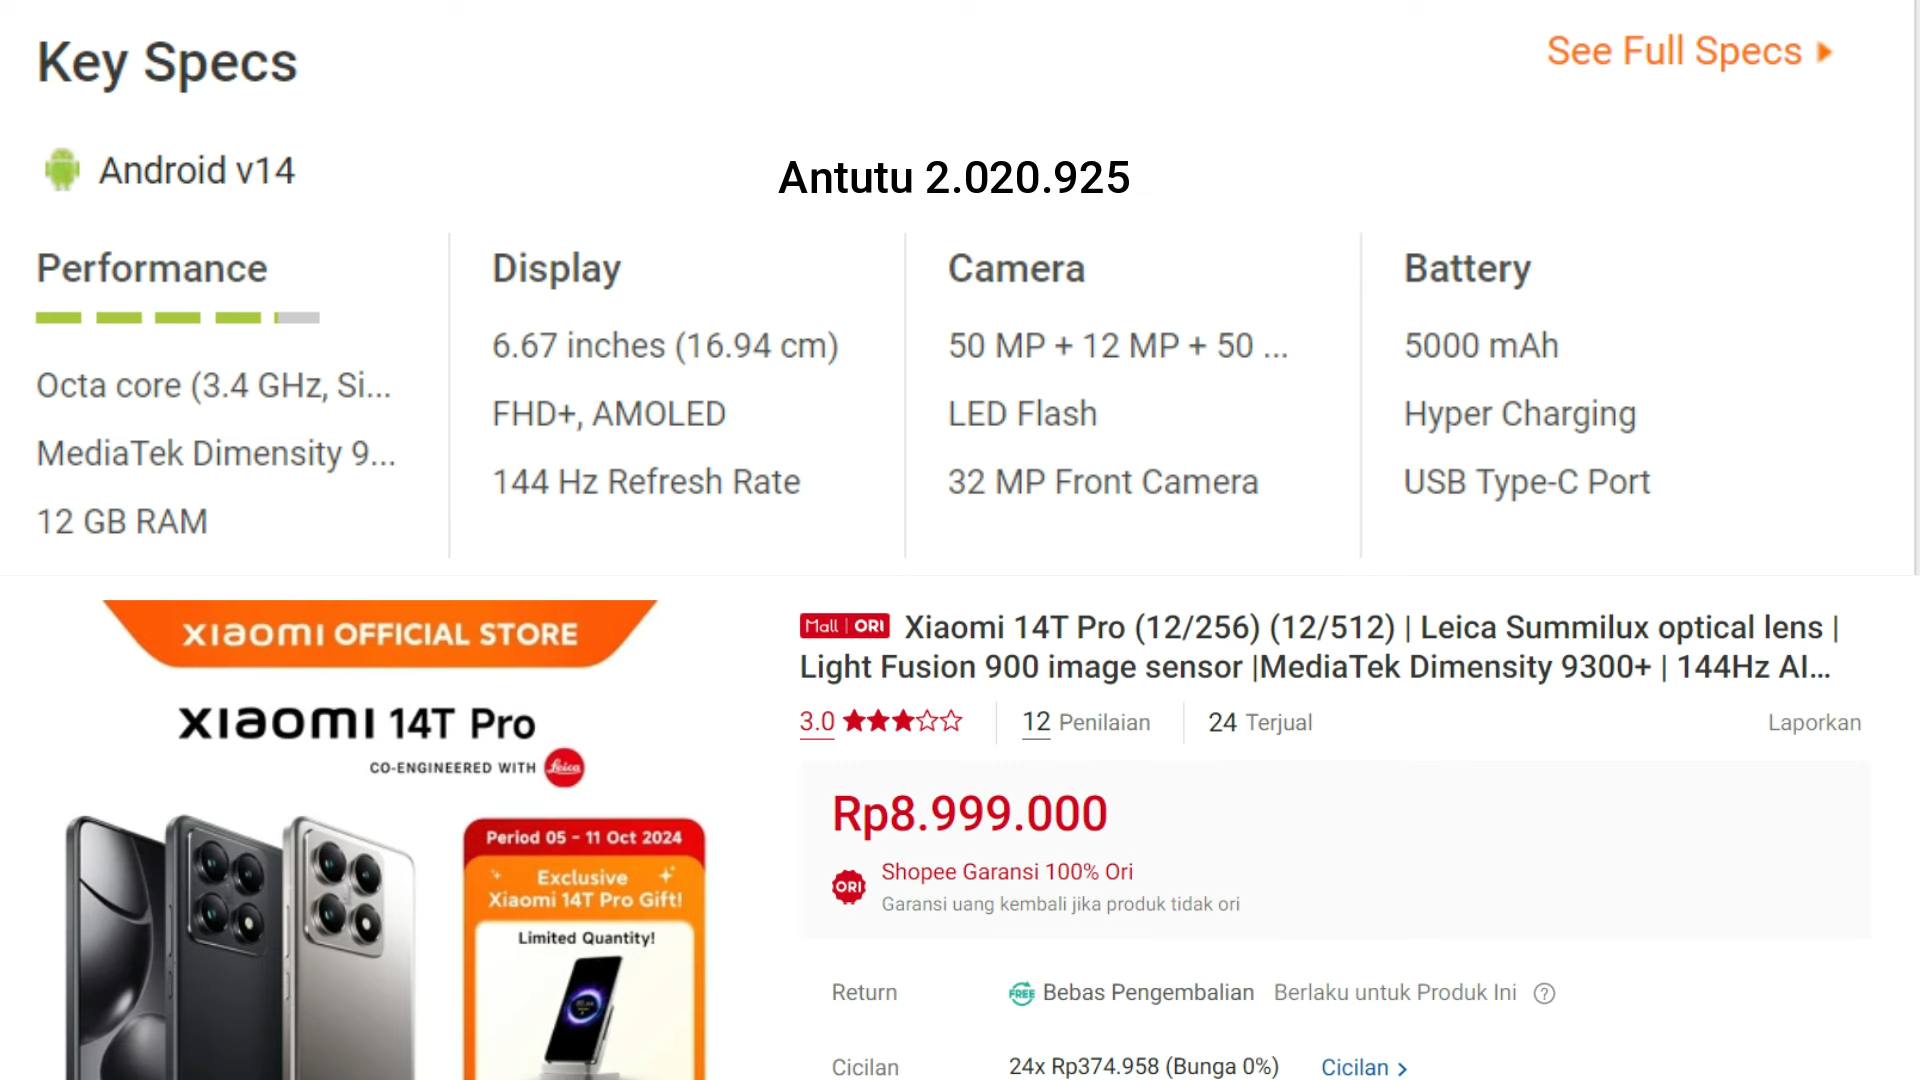 Key Specs
See Full Specs
Android v14
Antutu 2.020.925
Performance
Octa core (3.4 GHz, Si...
MediaTek Dimensity 9...
12 GB RAM
Display
6.67 inches (16.94 cm)
FHD+, AMOLED
144 Hz Refresh Rate
Camera
50 MP + 12 MP + 50 ...
LED Flash
32 MP Front Camera
Battery
5000 mAh
Hyper Charging
USB Type-C Port
xiaomi OFFICIAL STORE
xiaomi 14T Pro
CO-ENGINEERED WITH Leica
Period 05 - 11 Oct 2024
Exclusive
Xiaomi 14T Pro Gift!
Limited Quantity!
Mall | ORI Xiaomi 14T Pro (12/256) (12/512) | Leica Summilux optical lens |
Light Fusion 900 image sensor |MediaTek Dimensity 9300+ | 144Hz AI...
3.0 12 Penilaian 24 Terjual Laporkan
Rp8.999.000
ORI Shopee Garansi 100% Ori
Garansi uang kembali jika produk tidak ori
Return FREE Bebas Pengembalian Berlaku untuk Produk Ini ?
Cicilan 24x Rp374.958 (Bunga 0%) Cicilan >